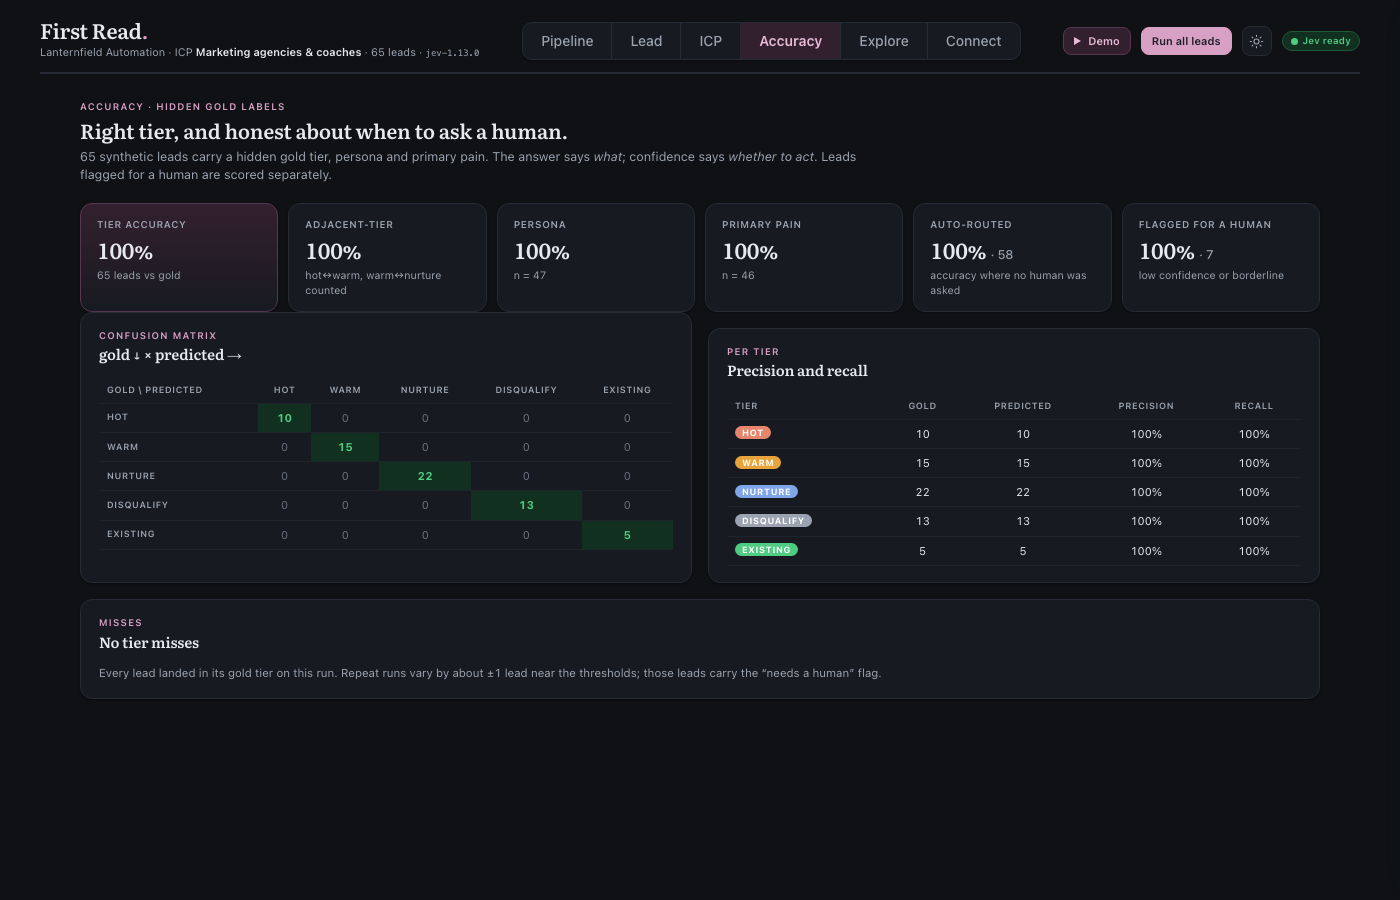 First Read.
Lanternfield Automation · ICP Marketing agencies & coaches · 65 leads · jev-1.13.0
Pipeline
Lead
ICP
Accuracy
Explore
Connect
Demo
Run all leads
Jev ready
ACCURACY · HIDDEN GOLD LABELS
Right tier, and honest about when to ask a human.
65 synthetic leads carry a hidden gold tier, persona and primary pain. The answer says what; confidence says whether to act. Leads
flagged for a human are scored separately.
TIER ACCURACY
100%
65 leads vs gold
ADJACENT-TIER
100%
hot↔warm, warm↔nurture
counted
PERSONA
100%
n = 47
PRIMARY PAIN
100%
n = 46
AUTO-ROUTED
100% · 58
accuracy where no human was
asked
FLAGGED FOR A HUMAN
100% · 7
low confidence or borderline
CONFUSION MATRIX
gold ↓ × predicted →
GOLD \ PREDICTED HOT WARM NURTURE DISQUALIFY EXISTING
HOT 10 0 0 0 0
WARM 0 15 0 0 0
NURTURE 0 0 22 0 0
DISQUALIFY 0 0 0 13 0
EXISTING 0 0 0 0 5
PER TIER
Precision and recall
TIER GOLD PREDICTED PRECISION RECALL
HOT 10 10 100% 100%
WARM 15 15 100% 100%
NURTURE 22 22 100% 100%
DISQUALIFY 13 13 100% 100%
EXISTING 5 5 100% 100%
MISSES
No tier misses
Every lead landed in its gold tier on this run. Repeat runs vary by about ±1 lead near the thresholds; those leads carry the “needs a human” flag.